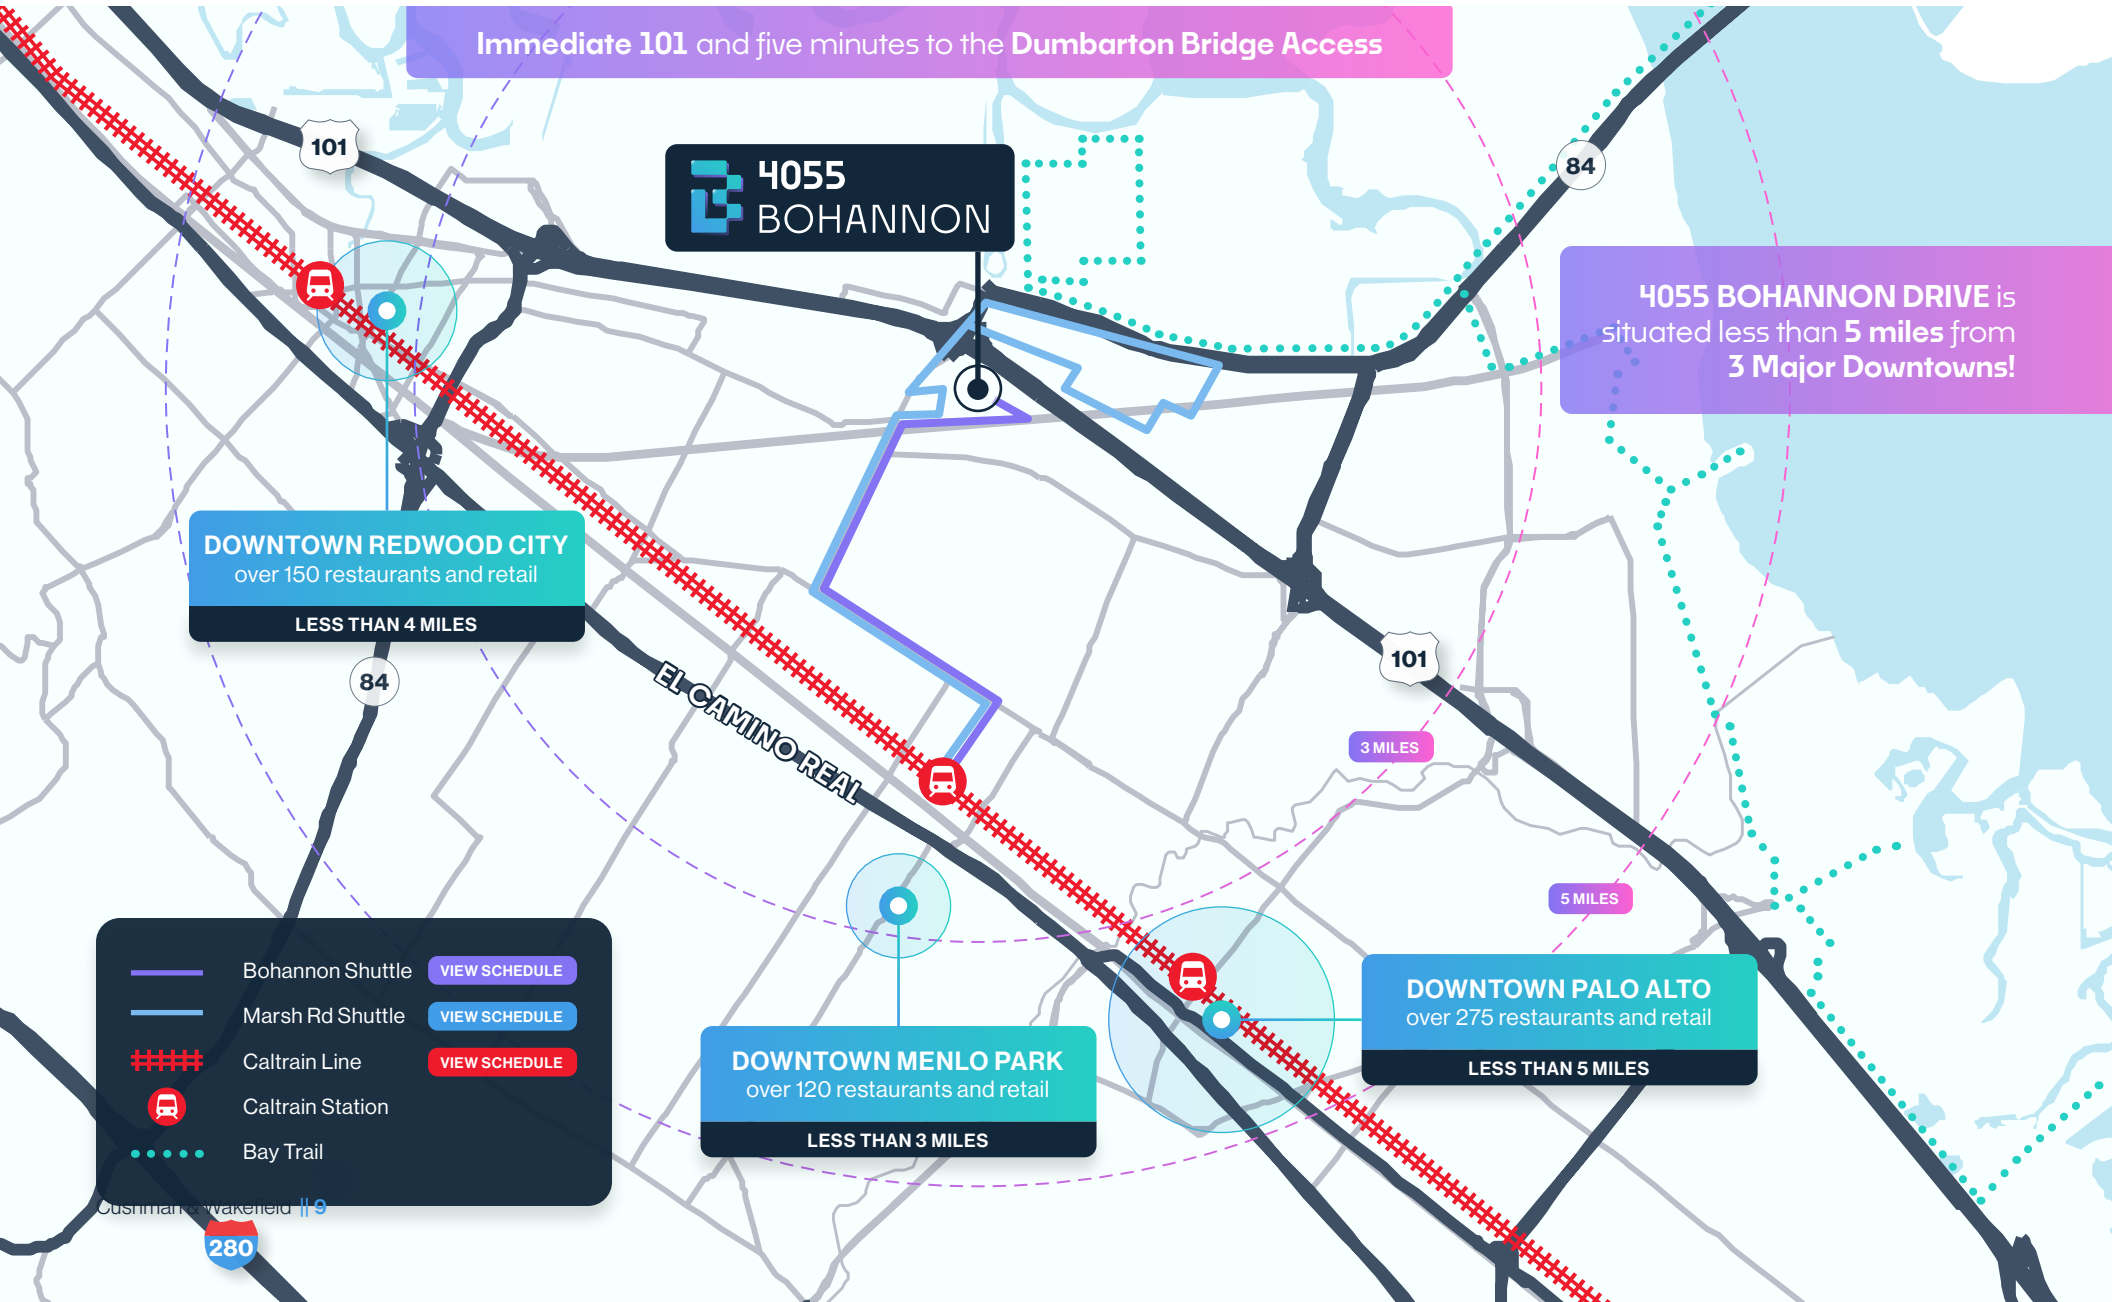 Immediate 101 and five minutes to the Dumbarton Bridge Access
101
4055
BOHANNON
84
4055 BOHANNON DRIVE is
situated less than 5 miles from
3 Major Downtowns!
DOWNTOWN REDWOOD CITY
over 150 restaurants and retail
LESS THAN 4 MILES
84
EL CAMINO REAL
101
3 MILES
5 MILES
Bohannon Shuttle VIEW SCHEDULE
Marsh Rd Shuttle VIEW SCHEDULE
Caltrain Line VIEW SCHEDULE
Caltrain Station
Bay Trail
DOWNTOWN MENLO PARK
over 120 restaurants and retail
LESS THAN 3 MILES
DOWNTOWN PALO ALTO
over 275 restaurants and retail
LESS THAN 5 MILES
Cushman & Wakefield || 9
280